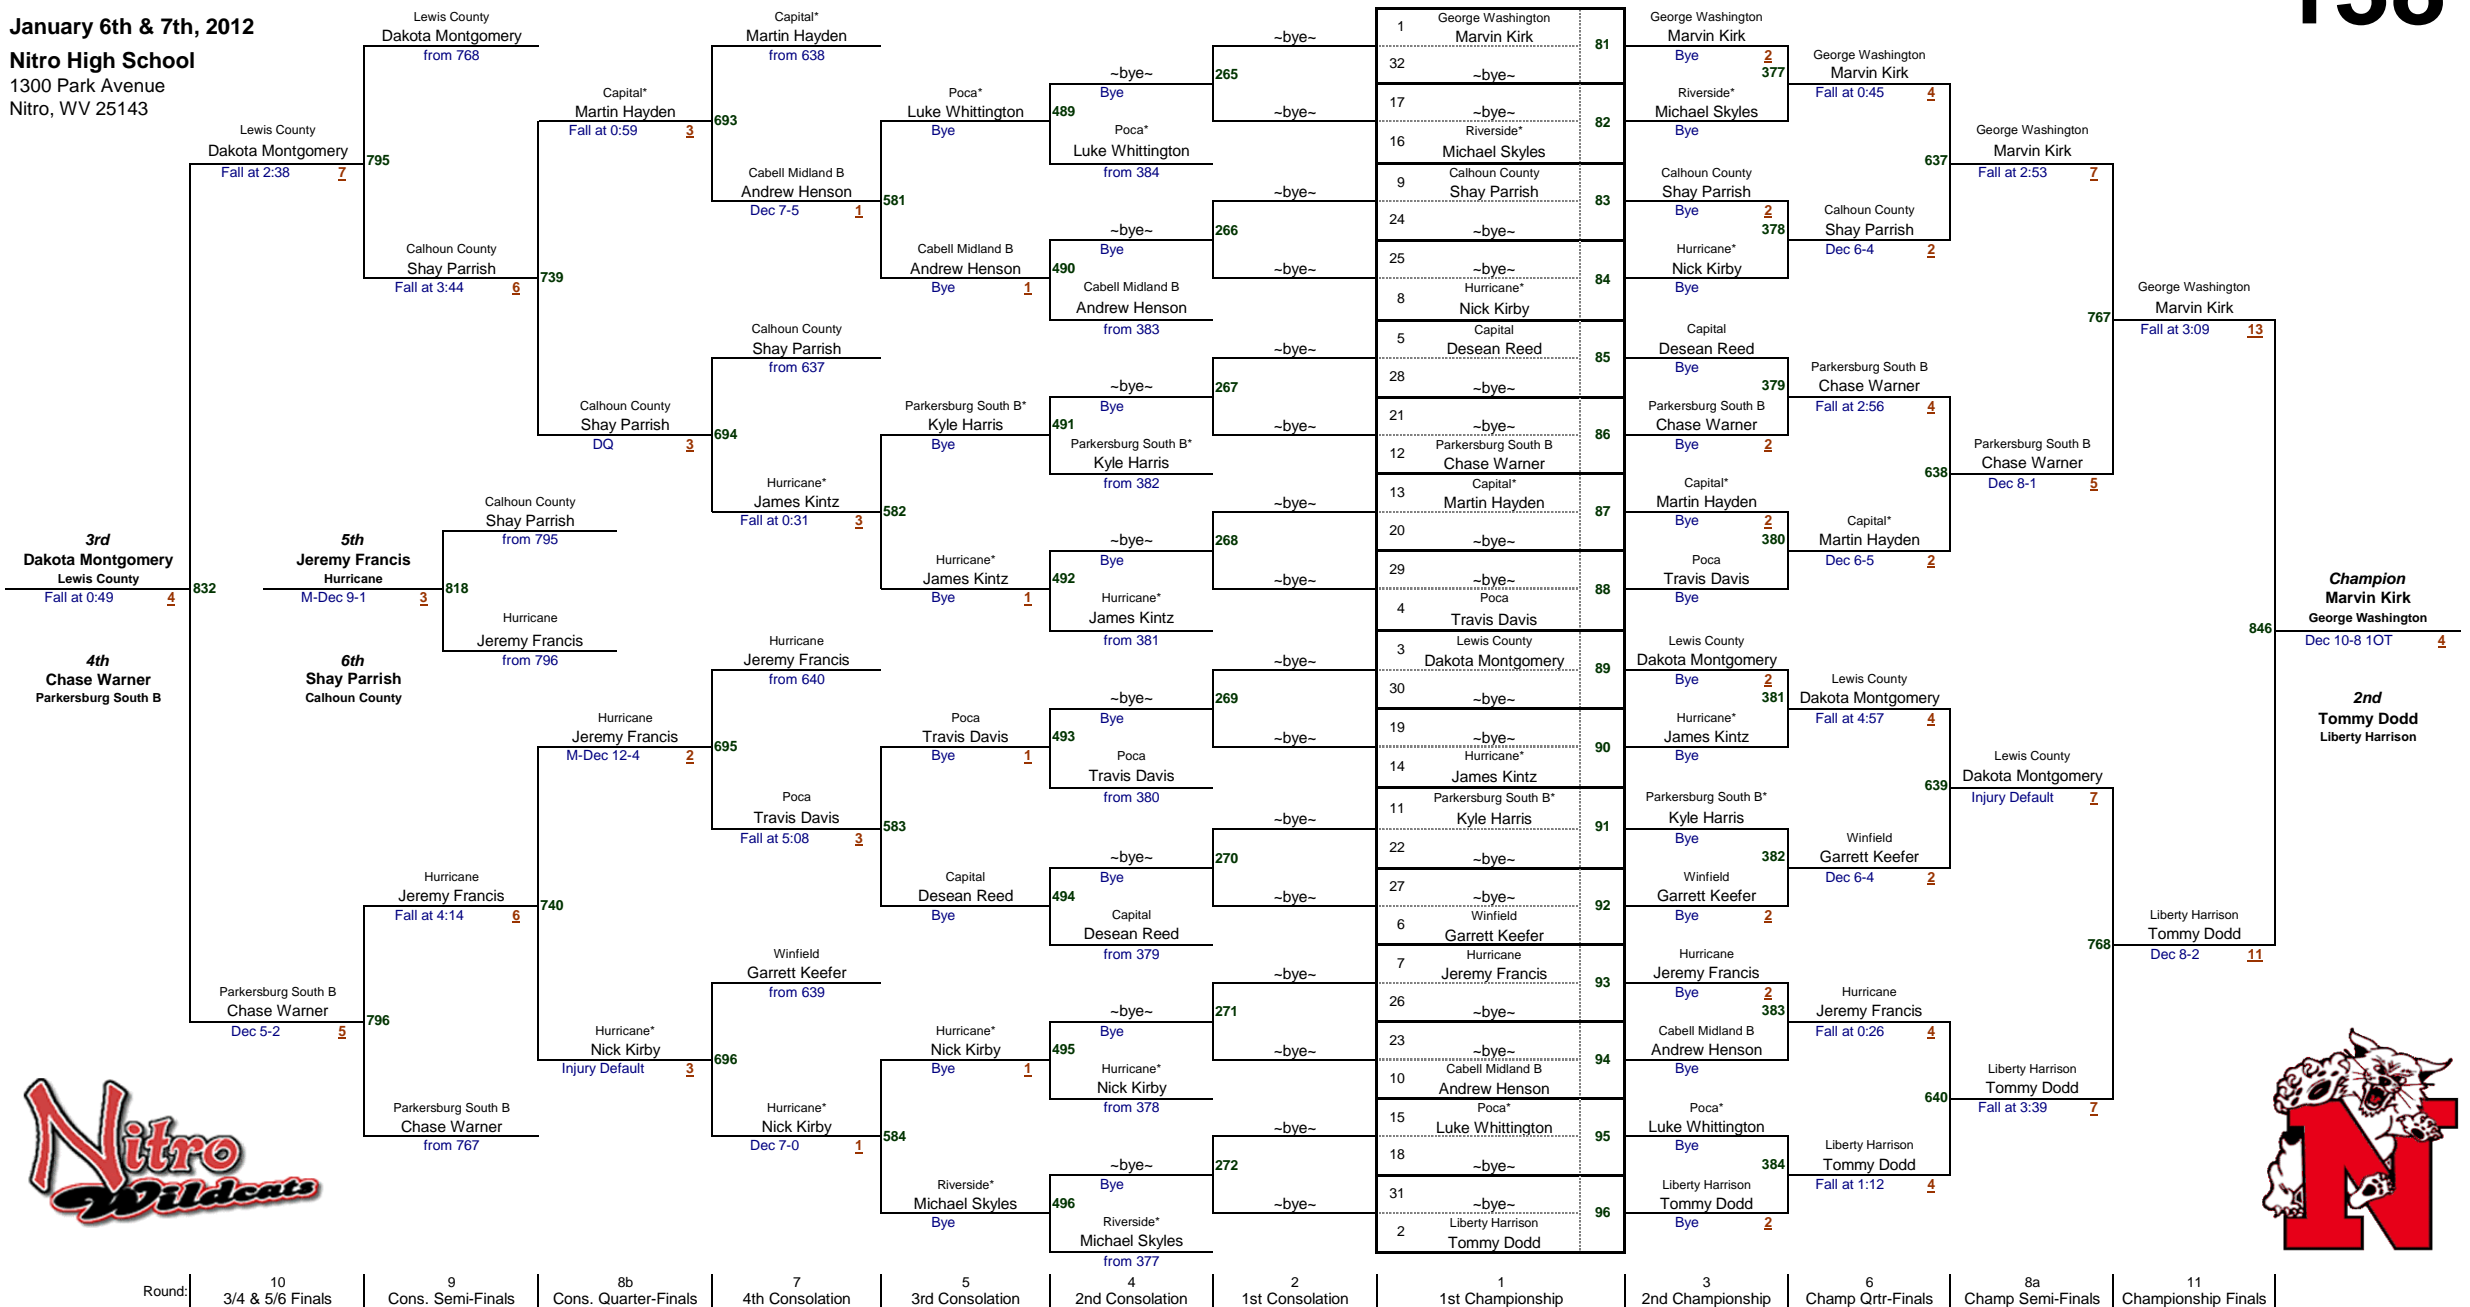 January 6th & 7th, 2012
Nitro High School
1300 Park Avenue
Nitro, WV 25143
Lewis County
Dakota Montgomery
Fall at 2:38 7
3rd
Dakota Montgomery
Lewis County
Fall at 0:49 4
832
4th
Chase Warner
Parkersburg South B
Parkersburg South B
Chase Warner
Dec 5-2 5
Nitro
Wildcats
Lewis County
Dakota Montgomery
from 768
795
Calhoun County
Shay Parrish
Fall at 3:44 6
5th
Jeremy Francis
Hurricane
M-Dec 9-1 3
818
Calhoun County
Shay Parrish
from 795
Hurricane
Jeremy Francis
from 796
6th
Shay Parrish
Calhoun County
Hurricane
Jeremy Francis
Fall at 4:14 6
796
Parkersburg South B
Chase Warner
from 767
Capital*
Martin Hayden
Fall at 0:59 3
739
Calhoun County
Shay Parrish
DQ 3
Hurricane
Jeremy Francis
M-Dec 12-4 2
740
Hurricane*
Nick Kirby
Injury Default 3
Capital*
Martin Hayden
from 638
693
Cabell Midland B
Andrew Henson
Dec 7-5 1
Calhoun County
Shay Parrish
from 637
694
Hurricane*
James Kintz
Fall at 0:31 3
Hurricane
Jeremy Francis
from 640
695
Poca
Travis Davis
Fall at 5:08 3
Winfield
Garrett Keefer
from 639
696
Hurricane*
Nick Kirby
Dec 7-0 1
Poca*
Luke Whittington
Bye
581
Cabell Midland B
Andrew Henson
Bye 1
Parkersburg South B*
Kyle Harris
Bye
582
Hurricane*
James Kintz
Bye 1
Poca
Travis Davis
Bye 1
583
Capital
Desean Reed
Bye
Hurricane*
Nick Kirby
Bye 1
584
Riverside*
Michael Skyles
Bye
~bye~
Bye
489
Poca*
Luke Whittington
from 384
~bye~
Bye
490
Cabell Midland B
Andrew Henson
from 383
~bye~
Bye
491
Parkersburg South B*
Kyle Harris
from 382
~bye~
Bye
492
Hurricane*
James Kintz
from 381
~bye~
Bye
493
Poca
Travis Davis
from 380
~bye~
Bye
494
Capital
Desean Reed
from 379
~bye~
Bye
495
Hurricane*
Nick Kirby
from 378
~bye~
Bye
496
Riverside*
Michael Skyles
from 377
~bye~
265
~bye~
~bye~
266
~bye~
~bye~
267
~bye~
~bye~
268
~bye~
~bye~
269
~bye~
~bye~
270
~bye~
~bye~
271
~bye~
~bye~
272
~bye~
1 George Washington
Marvin Kirk
81
32 ~bye~
17 ~bye~
82
16 Riverside*
Michael Skyles
9 Calhoun County
Shay Parrish
83
24 ~bye~
25 ~bye~
84
8 Hurricane*
Nick Kirby
5 Capital
Desean Reed
85
28 ~bye~
21 ~bye~
86
12 Parkersburg South B
Chase Warner
13 Capital*
Martin Hayden
87
20 ~bye~
29 ~bye~
88
4 Poca
Travis Davis
3 Lewis County
Dakota Montgomery
89
30 ~bye~
19 ~bye~
90
14 Hurricane*
James Kintz
11 Parkersburg South B*
Kyle Harris
91
22 ~bye~
27 ~bye~
92
6 Winfield
Garrett Keefer
7 Hurricane
Jeremy Francis
93
26 ~bye~
23 ~bye~
94
10 Cabell Midland B
Andrew Henson
15 Poca*
Luke Whittington
95
18 ~bye~
31 ~bye~
96
2 Liberty Harrison
Tommy Dodd
George Washington
Marvin Kirk
Bye 2
377
Riverside*
Michael Skyles
Bye
Calhoun County
Shay Parrish
Bye 2
378
Hurricane*
Nick Kirby
Bye
Capital
Desean Reed
Bye
379
Parkersburg South B
Chase Warner
Bye 2
Capital*
Martin Hayden
Bye 2
380
Poca
Travis Davis
Bye
Lewis County
Dakota Montgomery
Bye 2
381
Hurricane*
James Kintz
Bye
Parkersburg South B*
Kyle Harris
Bye
382
Winfield
Garrett Keefer
Bye 2
Hurricane
Jeremy Francis
Bye 2
383
Cabell Midland B
Andrew Henson
Bye
Poca*
Luke Whittington
Bye
384
Liberty Harrison
Tommy Dodd
Bye 2
George Washington
Marvin Kirk
Fall at 0:45 4
637
Calhoun County
Shay Parrish
Dec 6-4 2
Parkersburg South B
Chase Warner
Fall at 2:56 4
638
Capital*
Martin Hayden
Dec 6-5 2
Lewis County
Dakota Montgomery
Fall at 4:57 4
639
Winfield
Garrett Keefer
Dec 6-4 2
Hurricane
Jeremy Francis
Fall at 0:26 4
640
Liberty Harrison
Tommy Dodd
Fall at 1:12 4
George Washington
Marvin Kirk
Fall at 2:53 7
767
Parkersburg South B
Chase Warner
Dec 8-1 5
Lewis County
Dakota Montgomery
Injury Default 7
768
Liberty Harrison
Tommy Dodd
Fall at 3:39 7
George Washington
Marvin Kirk
Fall at 3:09 13
846
Liberty Harrison
Tommy Dodd
Dec 8-2 11
Champion
Marvin Kirk
George Washington
Dec 10-8 1OT 4
2nd
Tommy Dodd
Liberty Harrison
N
Round:
10
3/4 & 5/6 Finals
9
Cons. Semi-Finals
8b
Cons. Quarter-Finals
7
4th Consolation
5
3rd Consolation
4
2nd Consolation
2
1st Consolation
1
1st Championship
3
2nd Championship
6
Champ Qrtr-Finals
8a
Champ Semi-Finals
11
Championship Finals